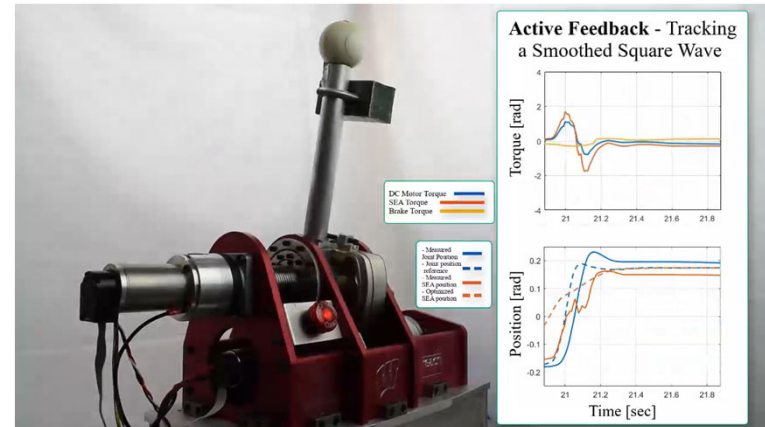 Active Feedback - Tracking
a Smoothed Square Wave
4
2
0
-2
-4
Torque [rad]
21
21.2
21.4
21.6
21.8
DC Motor Torque
SEA Torque
Brake Torque
- Measured
Joint Position
- Joint position
reference
- Measured
SEA position
- Optimized
SEA position
0.2
0.1
0
-0.1
-0.2
Position [rad]
21
21.2
21.4
21.6
21.8
Time [sec]